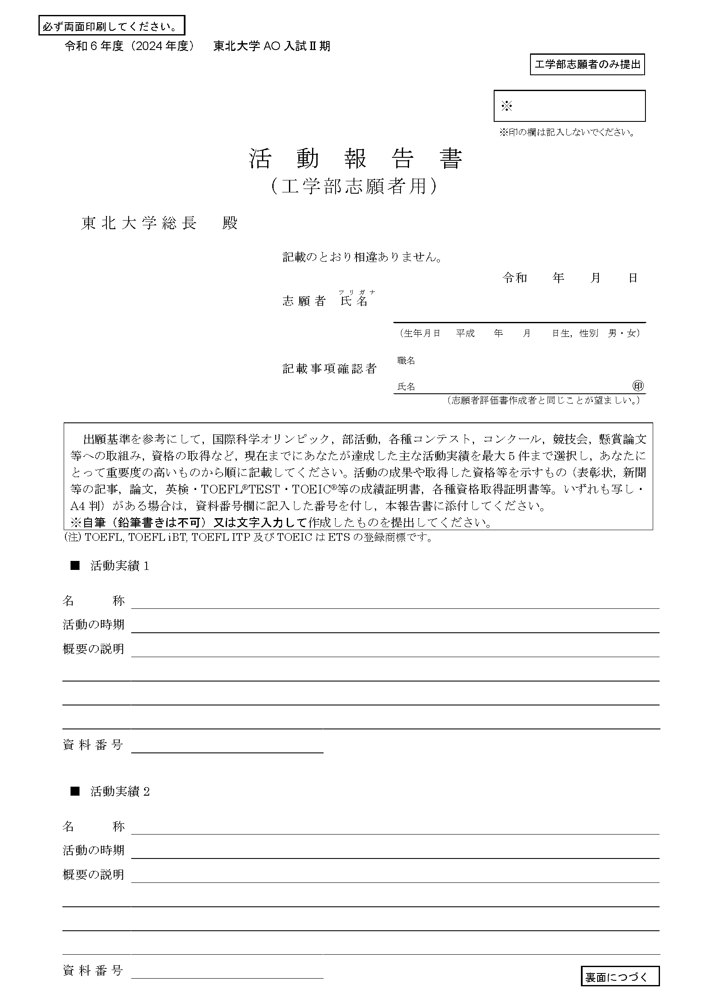 必ず両面印刷してください。
令和6年度（2024年度）　東北大学AO入試Ⅱ期
工学部志願者のみ提出
※
※印の欄は記入しないでください。
活　動　報　告　書
（工学部志願者用）
東北大学総長　殿
記載のとおり相違ありません。
令和　　年　　月　　日
フリガナ
志願者　氏名
（生年月日　平成　　年　　月　　日生，性別　男・女）
職名
記載事項確認者
氏名　㊞
（志願者評価書作成者と同じことが望ましい。）
出願基準を参考にして，国際科学オリンピック，部活動，各種コンテスト，コンクール，競技会，懸賞論文
等への取組み，資格の取得など，現在までにあなたが達成した主な活動実績を最大5件まで選択し，あなたに
とって重要度の高いものから順に記載してください。活動の成果や取得した資格等を示すもの（表彰状，新聞
等の記事，論文，英検・TOEFL®TEST・TOEIC®等の成績証明書，各種資格取得証明書等。いずれも写し・
A4判）がある場合は，資料番号欄に記入した番号を付し，本報告書に添付してください。
※自筆（鉛筆書きは不可）又は文字入力して作成したものを提出してください。
(注) TOEFL, TOEFL iBT, TOEFL ITP 及び TOEIC は ETS の登録商標です。
■　活動実績1
名　　　称
活動の時期
概要の説明
資料番号
■　活動実績2
名　　　称
活動の時期
概要の説明
資料番号
裏面につづく